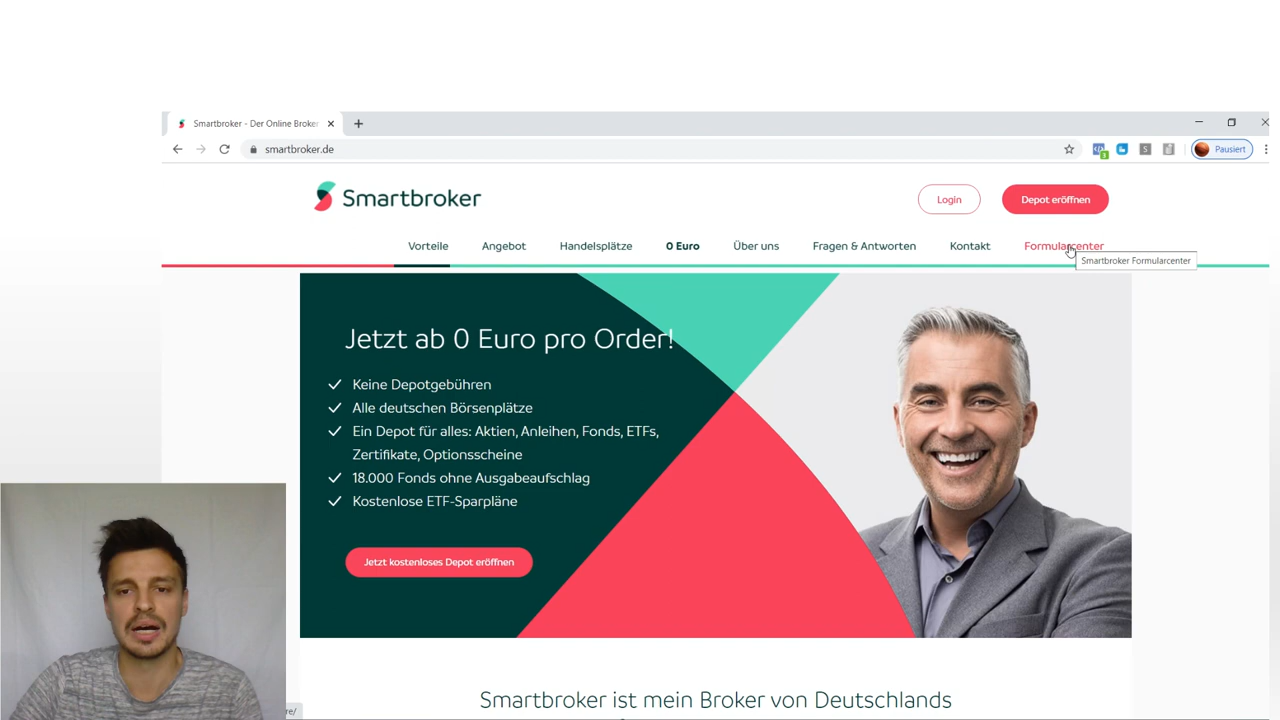 Smartbroker - Der Online Broker
smartbroker.de
Pausiert
Smartbroker
Login
Depot eröffnen
Vorteile
Angebot
Handelsplätze
0 Euro
Über uns
Fragen & Antworten
Kontakt
Formularcenter
Smartbroker Formularcenter
Jetzt ab 0 Euro pro Order!
Keine Depotgebühren
Alle deutschen Börsenplätze
Ein Depot für alles: Aktien, Anleihen, Fonds, ETFs,
Zertifikate, Optionsscheine
18.000 Fonds ohne Ausgabeaufschlag
Kostenlose ETF-Sparpläne
Jetzt kostenloses Depot eröffnen
Smartbroker ist mein Broker von Deutschlands
re/